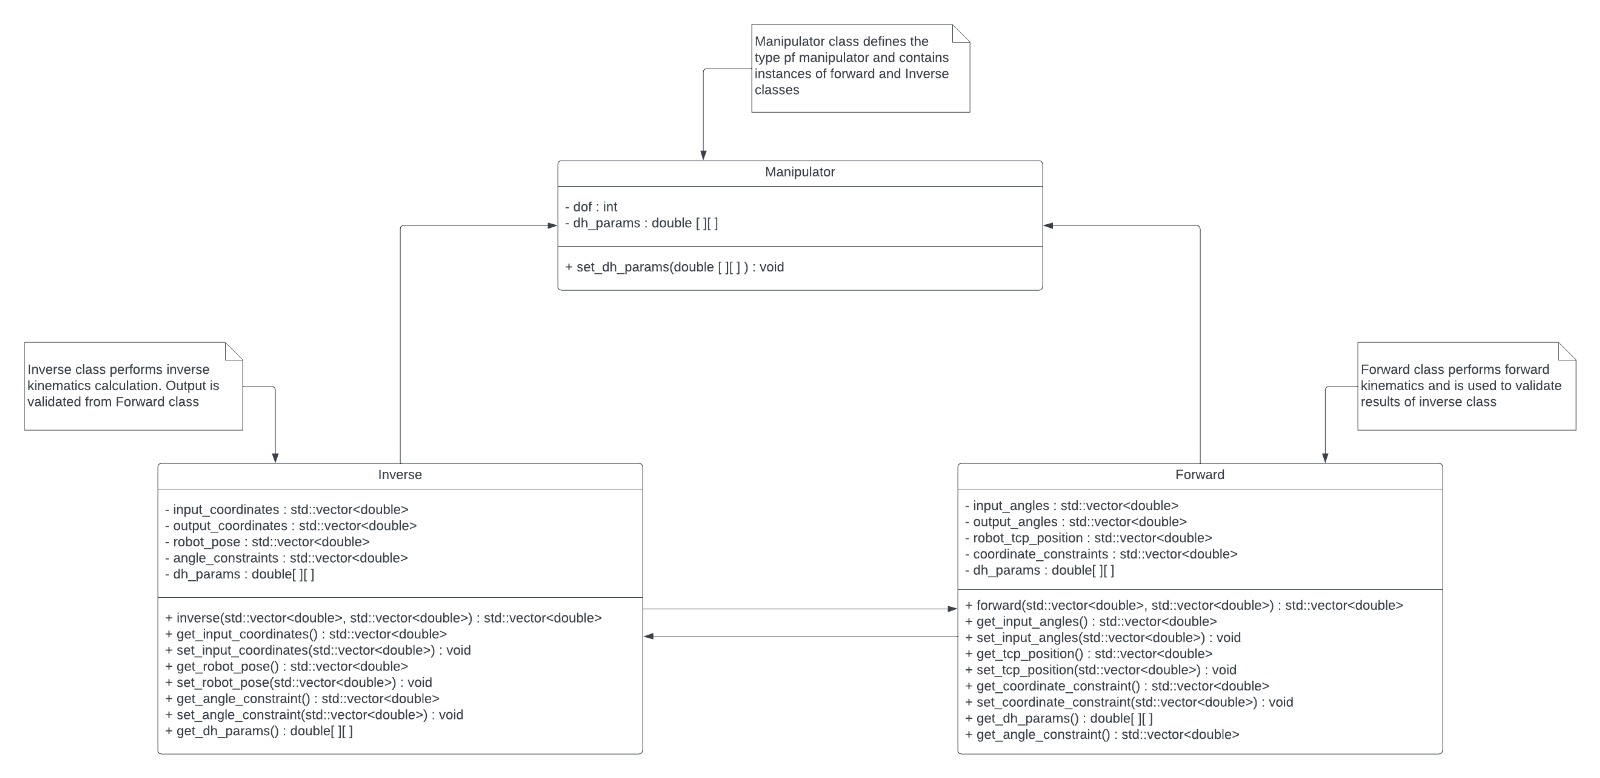 Manipulator class defines the
type pf manipulator and contains
instances of forward and Inverse
classes
Manipulator
- dof : int
- dh_params : double [ ][ ]
+ set_dh_params(double [ ][ ] ) : void
Inverse class performs inverse
kinematics calculation. Output is
validated from Forward class
Forward class performs forward
kinematics and is used to validate
results of inverse class
Inverse
- input_coordinates : std::vector<double>
- output_coordinates : std::vector<double>
- robot_pose : std::vector<double>
- angle_constraints : std::vector<double>
- dh_params : double[ ][ ]
+ inverse(std::vector<double>, std::vector<double>) : std::vector<double>
+ get_input_coordinates() : std::vector<double>
+ set_input_coordinates(std::vector<double>) : void
+ get_robot_pose() : std::vector<double>
+ set_robot_pose(std::vector<double>) : void
+ get_angle_constraint() : std::vector<double>
+ set_angle_constraint(std::vector<double>) : void
+ get_dh_params() : double[ ][ ]
Forward
- input_angles : std::vector<double>
- output_angles : std::vector<double>
- robot_tcp_position : std::vector<double>
- coordinate_constraints : std::vector<double>
- dh_params : double[ ][ ]
+ forward(std::vector<double>, std::vector<double>) : std::vector<double>
+ get_input_angles() : std::vector<double>
+ set_input_angles(std::vector<double>) : void
+ get_tcp_position() : std::vector<double>
+ set_tcp_position(std::vector<double>) : void
+ get_coordinate_constraint() : std::vector<double>
+ set_coordinate_constraint(std::vector<double>) : void
+ get_dh_params() : double[ ][ ]
+ get_angle_constraint() : std::vector<double>